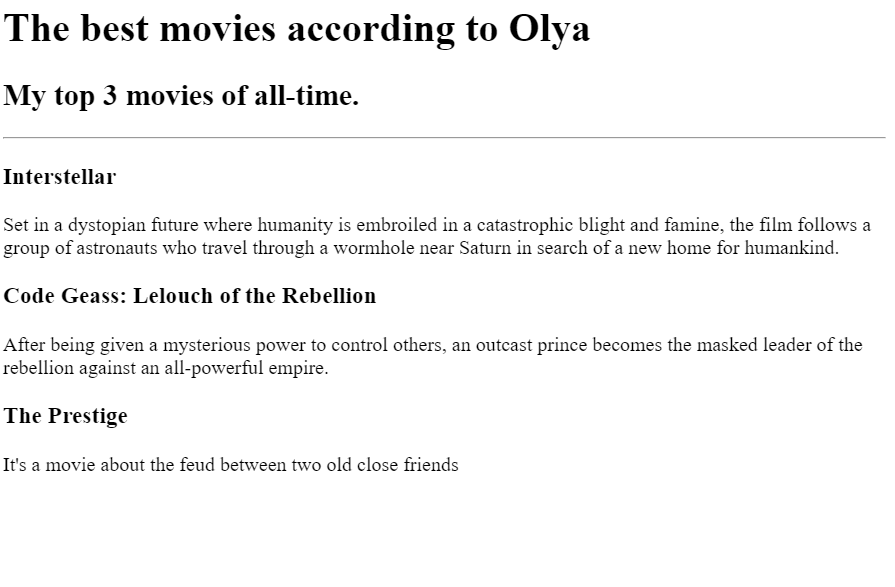 The best movies according to Olya
My top 3 movies of all-time.
Interstellar
Set in a dystopian future where humanity is embroiled in a catastrophic blight and famine, the film follows a
group of astronauts who travel through a wormhole near Saturn in search of a new home for humankind.
Code Geass: Lelouch of the Rebellion
After being given a mysterious power to control others, an outcast prince becomes the masked leader of the
rebellion against an all-powerful empire.
The Prestige
It's a movie about the feud between two old close friends